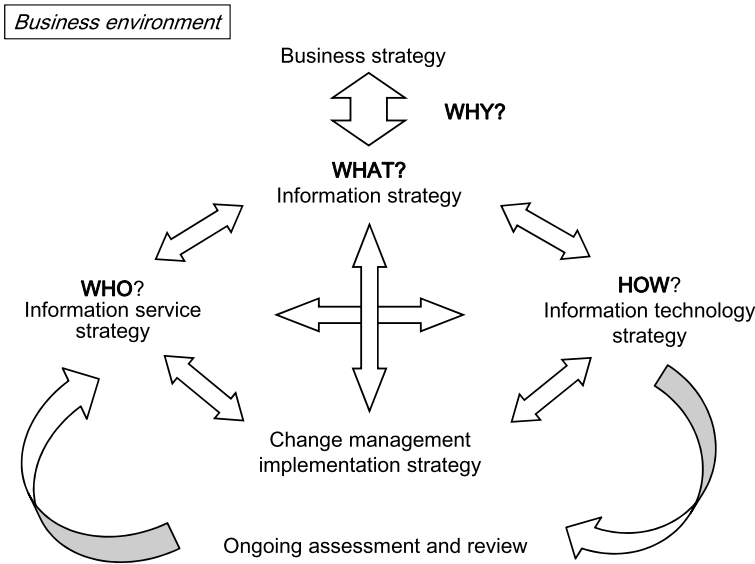 Business environment
Business strategy
WHY?
WHAT?
Information strategy
WHO?
Information service
strategy
HOW?
Information technology
strategy
Change management
implementation strategy
Ongoing assessment and review